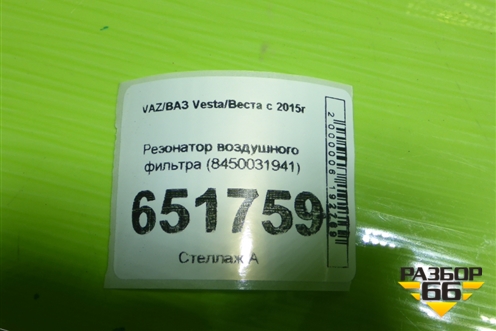 VAZ/ВАЗ Vesta/Веста с 2015г
Резонатор воздушного
фильтра (8450031941)
651759
Стеллаж А
РАЗБОР
66